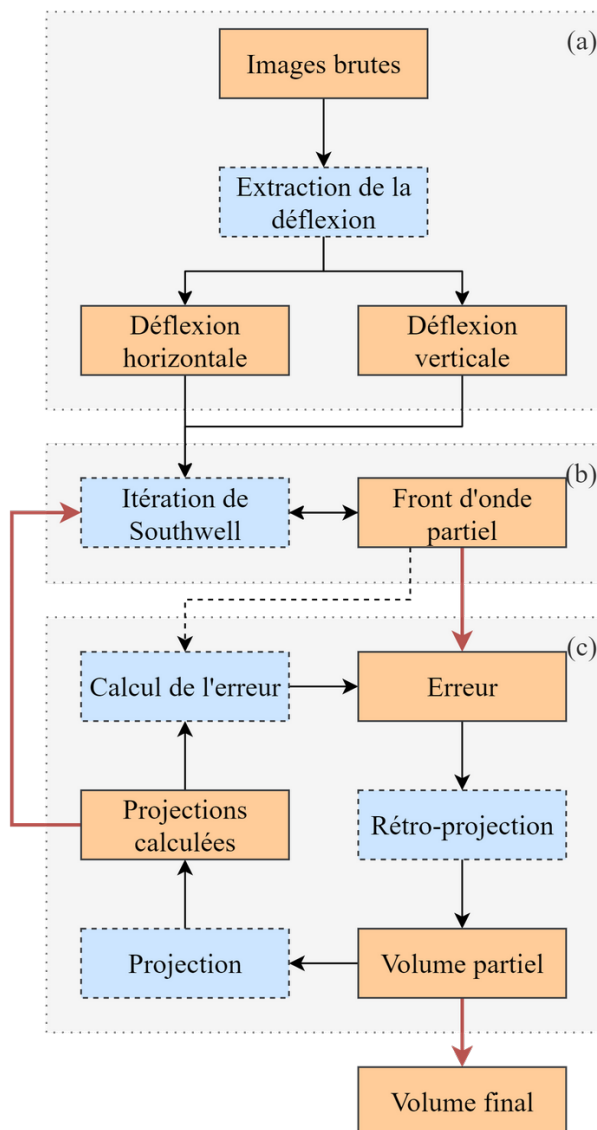 (a)
Images brutes
Extraction de la
déflexion
Déflexion
horizontale
Déflexion
verticale
(b)
Itération de
Southwell
Front d'onde
partiel
(c)
Calcul de l'erreur
Erreur
Projections
calculées
Rétro-projection
Projection
Volume partiel
Volume final